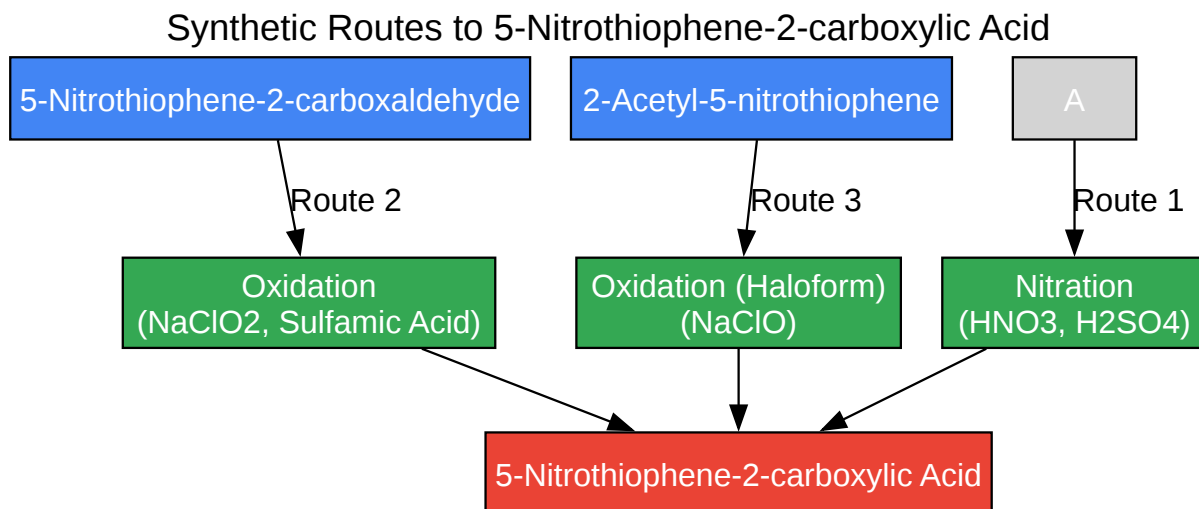 Synthetic Routes to 5-Nitrothiophene-2-carboxylic Acid
5-Nitrothiophene-2-carboxaldehyde
2-Acetyl-5-nitrothiophene
A
Route 2
Route 3
Route 1
Oxidation
(NaClO2, Sulfamic Acid)
Oxidation (Haloform)
(NaClO)
Nitration
(HNO3, H2SO4)
5-Nitrothiophene-2-carboxylic Acid